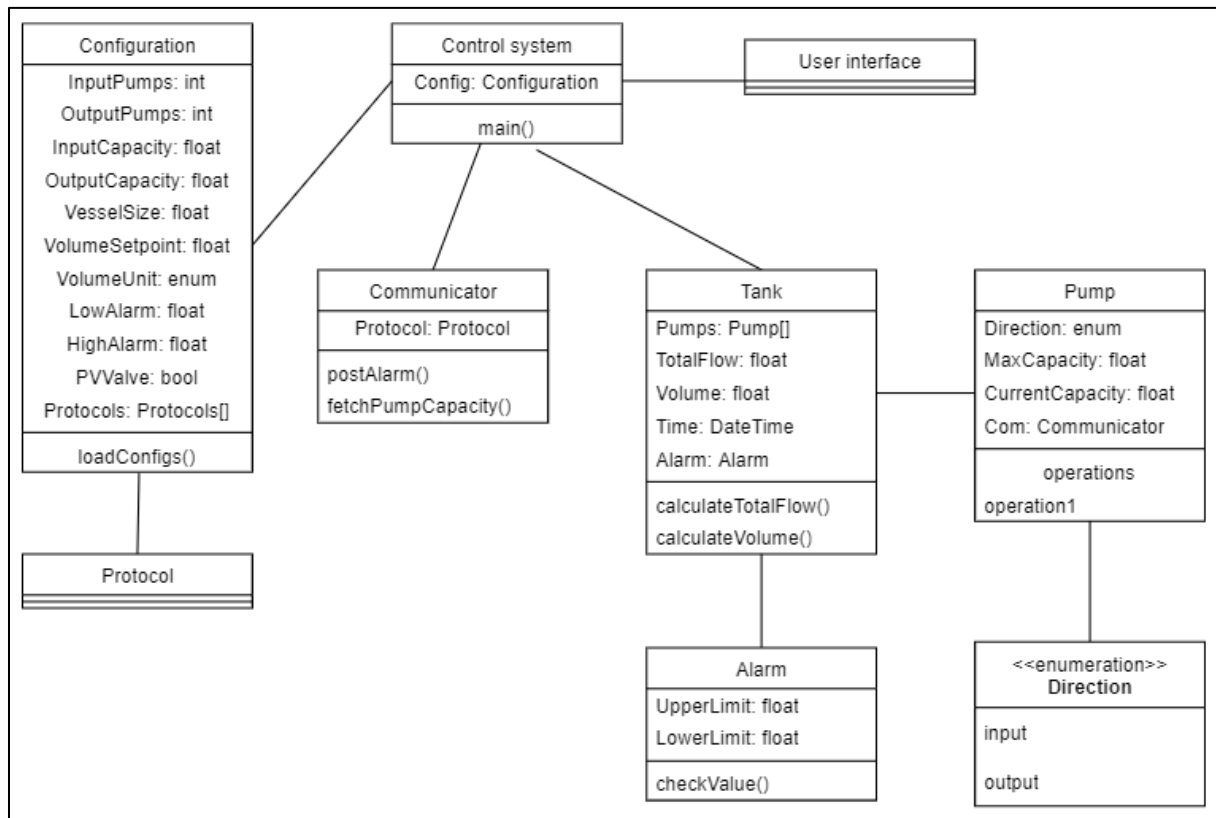 Configuration
InputPumps: int
OutputPumps: int
InputCapacity: float
OutputCapacity: float
VesselSize: float
VolumeSetpoint: float
VolumeUnit: enum
LowAlarm: float
HighAlarm: float
PVValve: bool
Protocols: Protocols[]
loadConfigs()
Protocol
Control system
Config: Configuration
main()
User interface
Communicator
Protocol: Protocol
postAlarm()
fetchPumpCapacity()
Tank
Pumps: Pump[]
TotalFlow: float
Volume: float
Time: DateTime
Alarm: Alarm
calculateTotalFlow()
calculateVolume()
Pump
Direction: enum
MaxCapacity: float
CurrentCapacity: float
Com: Communicator
operations
operation1
Alarm
UpperLimit: float
LowerLimit: float
checkValue()
<<enumeration>>
Direction
input
output